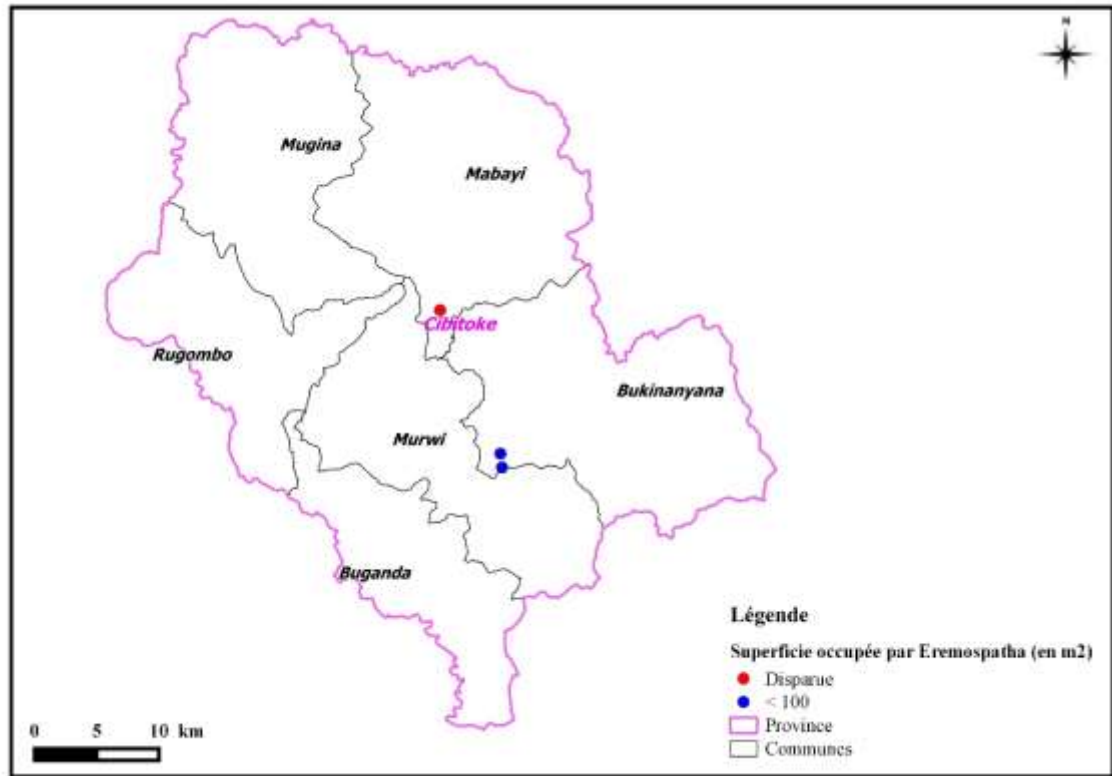 N
Mugina
Mabayi
Cibitoke
Rugombo
Bukinanyana
Murwi
Buganda
Légende
Superficie occupée par Eremospatha (en m2)
Disparue
< 100
Province
Communes
0 5 10 km